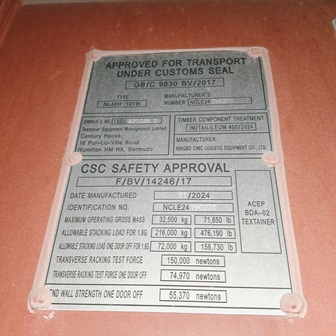 APPROVED FOR TRANSPORT
UNDER CUSTOMS SEAL
GB/C 9830 BV/2017
TYPE
NL40H-101W
MANUFACTURER'S
NUMBER NCLE24
OWNER'S NO.
Textainer Equipment Management Limited
Century House,
16 Par-La-Ville Road
Hamilton HM HX, Bermuda
TIMBER COMPONENT TREATMENT
IM/TAILILEUM 400/2024
MANUFACTURER:
NINGBO CIMC LOGISTIC EQUIPMENT CO., LTD.
CSC SAFETY APPROVAL
F/BV/14246/17
DATE MANUFACTURED /2024
IDENTIFICATION NO. NCLE24
MAXIMUM OPERATING GROSS MASS 32,500 kg 71,650 lb
ALLOWABLE STACKING LOAD FOR 1.8G 216,000 kg 476,190 lb
ALLOWABLE STACKING LOAD ONE DOOR OFF FOR 1.8G 72,000 kg 158,730 lb
TRANSVERSE RACKING TEST FORCE 150,000 newtons
TRANSVERSE RACKING TEST FORCE ONE DOOR OFF 74,970 newtons
END WALL STRENGTH ONE DOOR OFF 55,370 newtons
ACEP
BDA-02
TEXTAINER